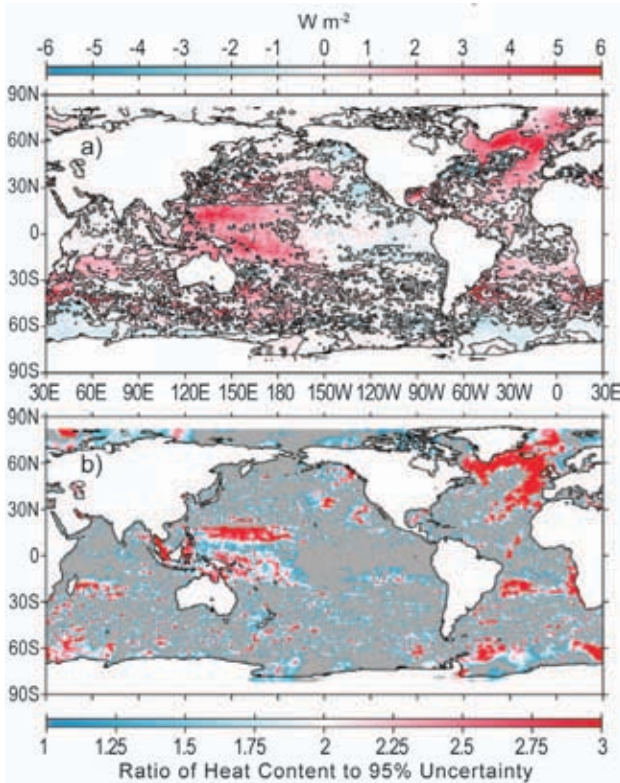 W m-2
-6 -5 -4 -3 -2 -1 0 1 2 3 4 5 6
90N
60N
a)
30N
0
30S
60S
90S
30E 60E 90E 120E 150E 180 150W 120W 90W 60W 30W 0 30E
90N
60N
b)
30N
0
30S
60S
90S
1 1.25 1.5 1.75 2 2.25 2.5 2.75 3
Ratio of Heat Content to 95% Uncertainty